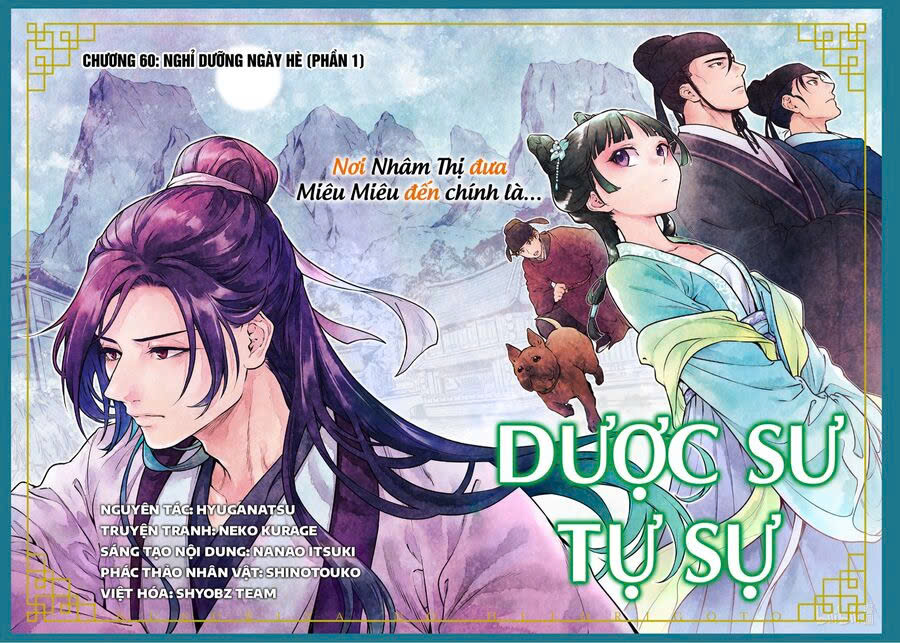 CHƯƠNG 60: NGHỈ DƯỠNG NGÀY HÈ (PHẦN 1)
Nơi Nhâm Thị đưa
Miêu Miêu đến chính là...
DƯỢC SƯ
TỰ SỰ
NGUYÊN TÁC: HYUGANATSU
TRUYỆN TRANH: NEKO KURAGE
SÁNG TẠO NỘI DUNG: NANAO ITSUKI
PHÁC THẢO NHÂN VẬT: SHINOTOUKO
VIỆT HÓA: SHYOBZ TEAM